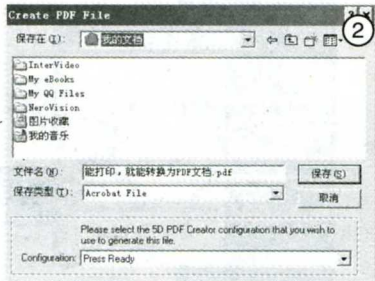 Create PDF File
?
×
②
保存在(I):
我的文档
InterVideo
My eBooks
My QQ Files
NeroVision
图片收藏
我的音乐
文件名(N):
能打印，就能转换为PDF文档.pdf
保存(S)
保存类型(T):
Acrobat File
取消
Please select the 5D PDF Creator configuration that you wish to
use to generate this file.
Configuration:
Press Ready